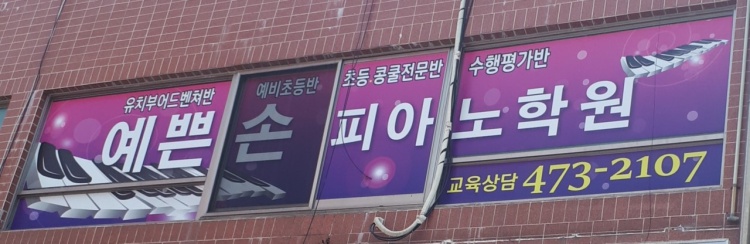 유치부어드벤처반 예비초등반 초등 콩쿨전문반 수행평가반
예쁜손피아노학원
교육상담 473-2107